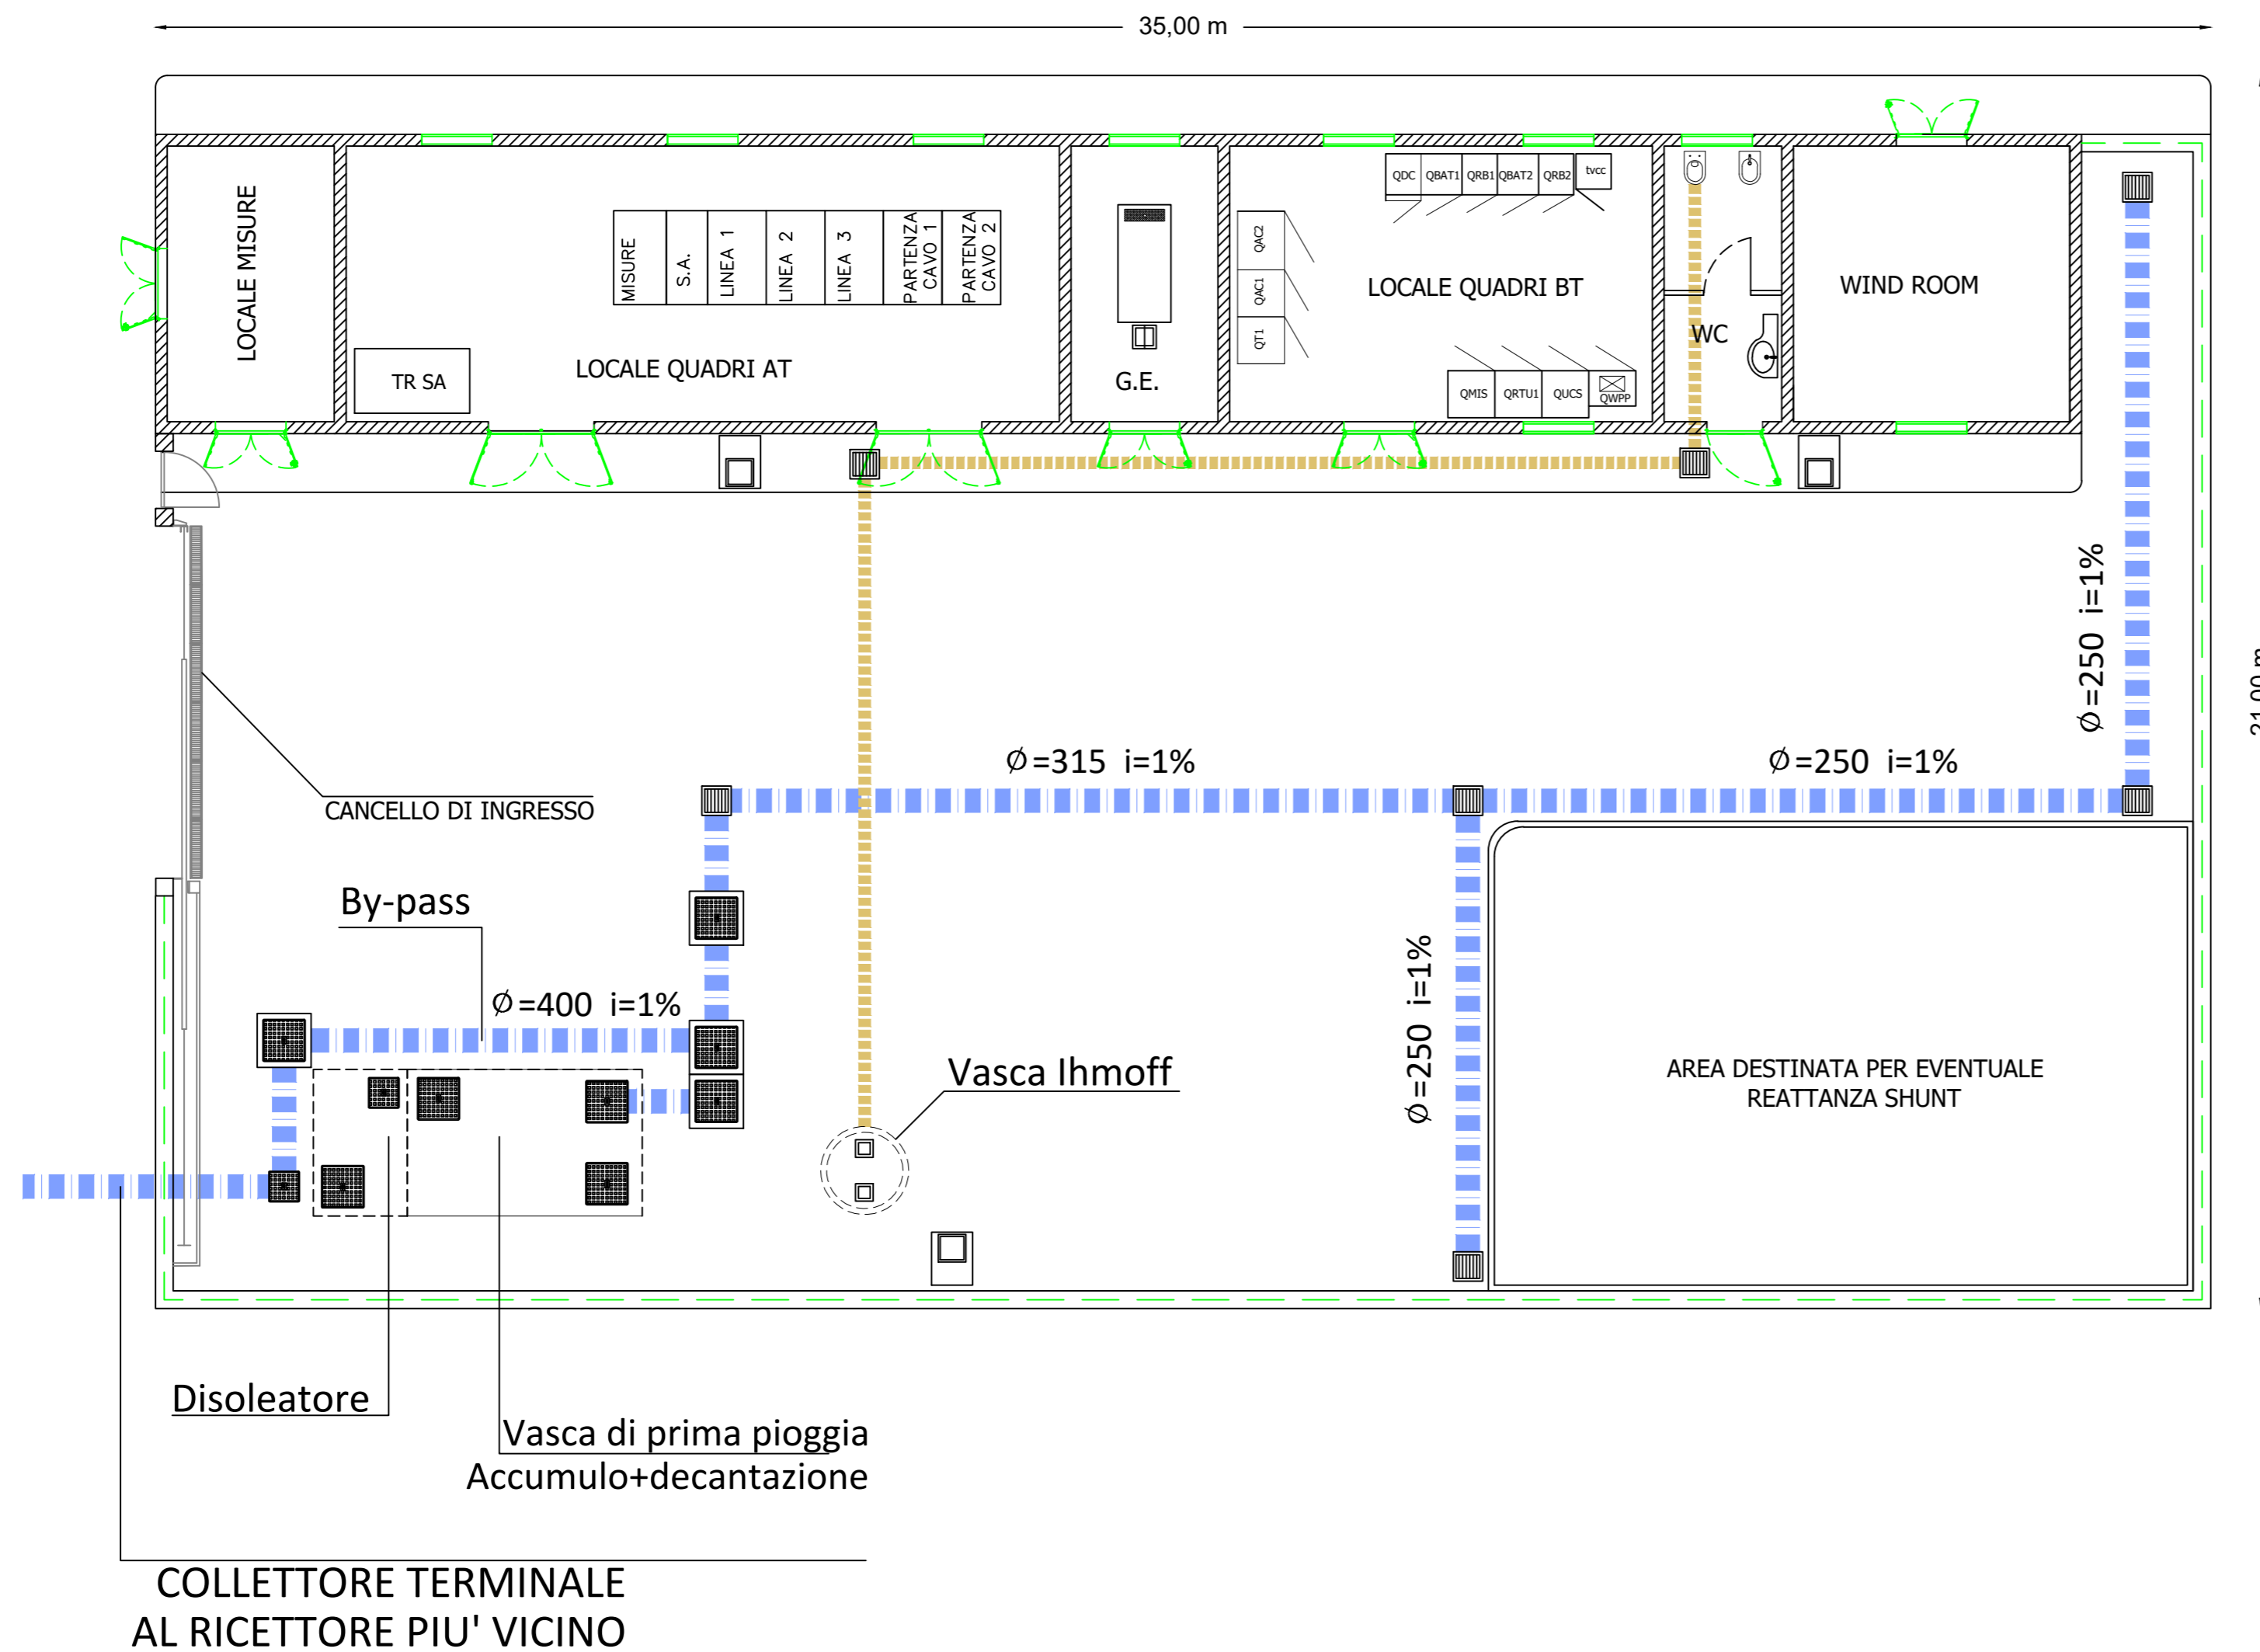 35,00 m
LOCALE MISURE
MISURE
S.A.
LINEA 1
LINEA 2
LINEA 3
PARTENZA
CAVO 1
PARTENZA
CAVO 2
TR SA
LOCALE QUADRI AT
G.E.
QDC
QBAT1
QRB1
QBAT2
QRB2
tvcc
QAC2
QAC1
QT1
LOCALE QUADRI BT
QMIS
QRTU1
QUCS
QWPP
WC
WIND ROOM
∅=250 i=1%
21,00 m
∅=315 i=1%
∅=250 i=1%
CANCELLO DI INGRESSO
By-pass
∅=400 i=1%
∅=250 i=1%
Vasca Ihmoff
AREA DESTINATA PER EVENTUALE
REATTANZA SHUNT
Disoleatore
Vasca di prima pioggia
Accumulo+decantazione
COLLETTORE TERMINALE
AL RICETTORE PIU' VICINO